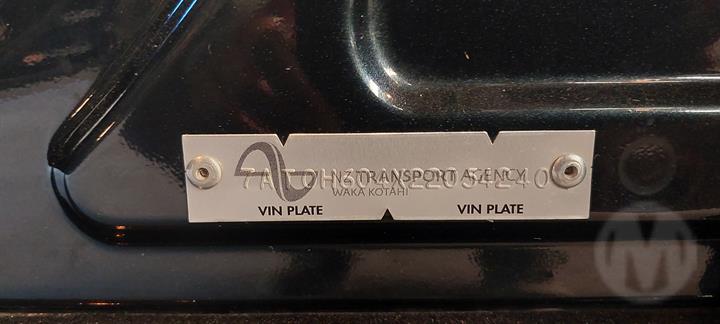 NZ TRANSPORT AGENCY
WAKA KOTAHI
VIN PLATE VIN PLATE
M